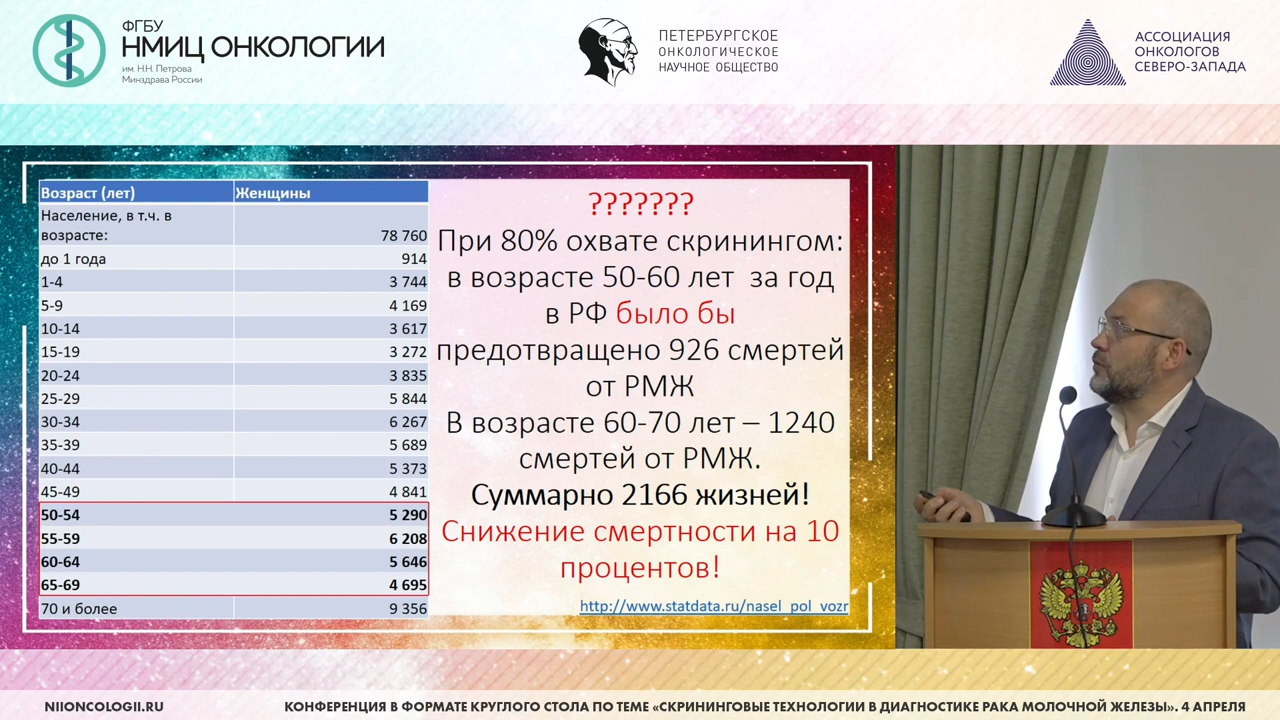 ФГБУ
НМИЦ ОНКОЛОГИИ
им. Н.Н. Петрова
Минздрава России
ПЕТЕРБУРГСКОЕ
ОНКОЛОГИЧЕСКОЕ
НАУЧНОЕ ОБЩЕСТВО
АССОЦИАЦИЯ
ОНКОЛОГОВ
СЕВЕРО-ЗАПАДА
Возраст (лет) Женщины
Население, в т.ч. в
возрасте: 78 760
до 1 года 914
1-4 3 744
5-9 4 169
10-14 3 617
15-19 3 272
20-24 3 835
25-29 5 844
30-34 6 267
35-39 5 689
40-44 5 373
45-49 4 841
50-54 5 290
55-59 6 208
60-64 5 646
65-69 4 695
70 и более 9 356
???????
При 80% охвате скринингом:
в возрасте 50-60 лет за год
в РФ было бы
предотвращено 926 смертей
от РМЖ
В возрасте 60-70 лет – 1240
смертей от РМЖ.
Суммарно 2166 жизней!
Снижение смертности на 10
процентов!
http://www.statdata.ru/nasel_pol_vozr
NIIONCOLOGII.RU
КОНФЕРЕНЦИЯ В ФОРМАТЕ КРУГЛОГО СТОЛА ПО ТЕМЕ «СКРИНИНГОВЫЕ ТЕХНОЛОГИИ В ДИАГНОСТИКЕ РАКА МОЛОЧНОЙ ЖЕЛЕЗЫ». 4 АПРЕЛЯ